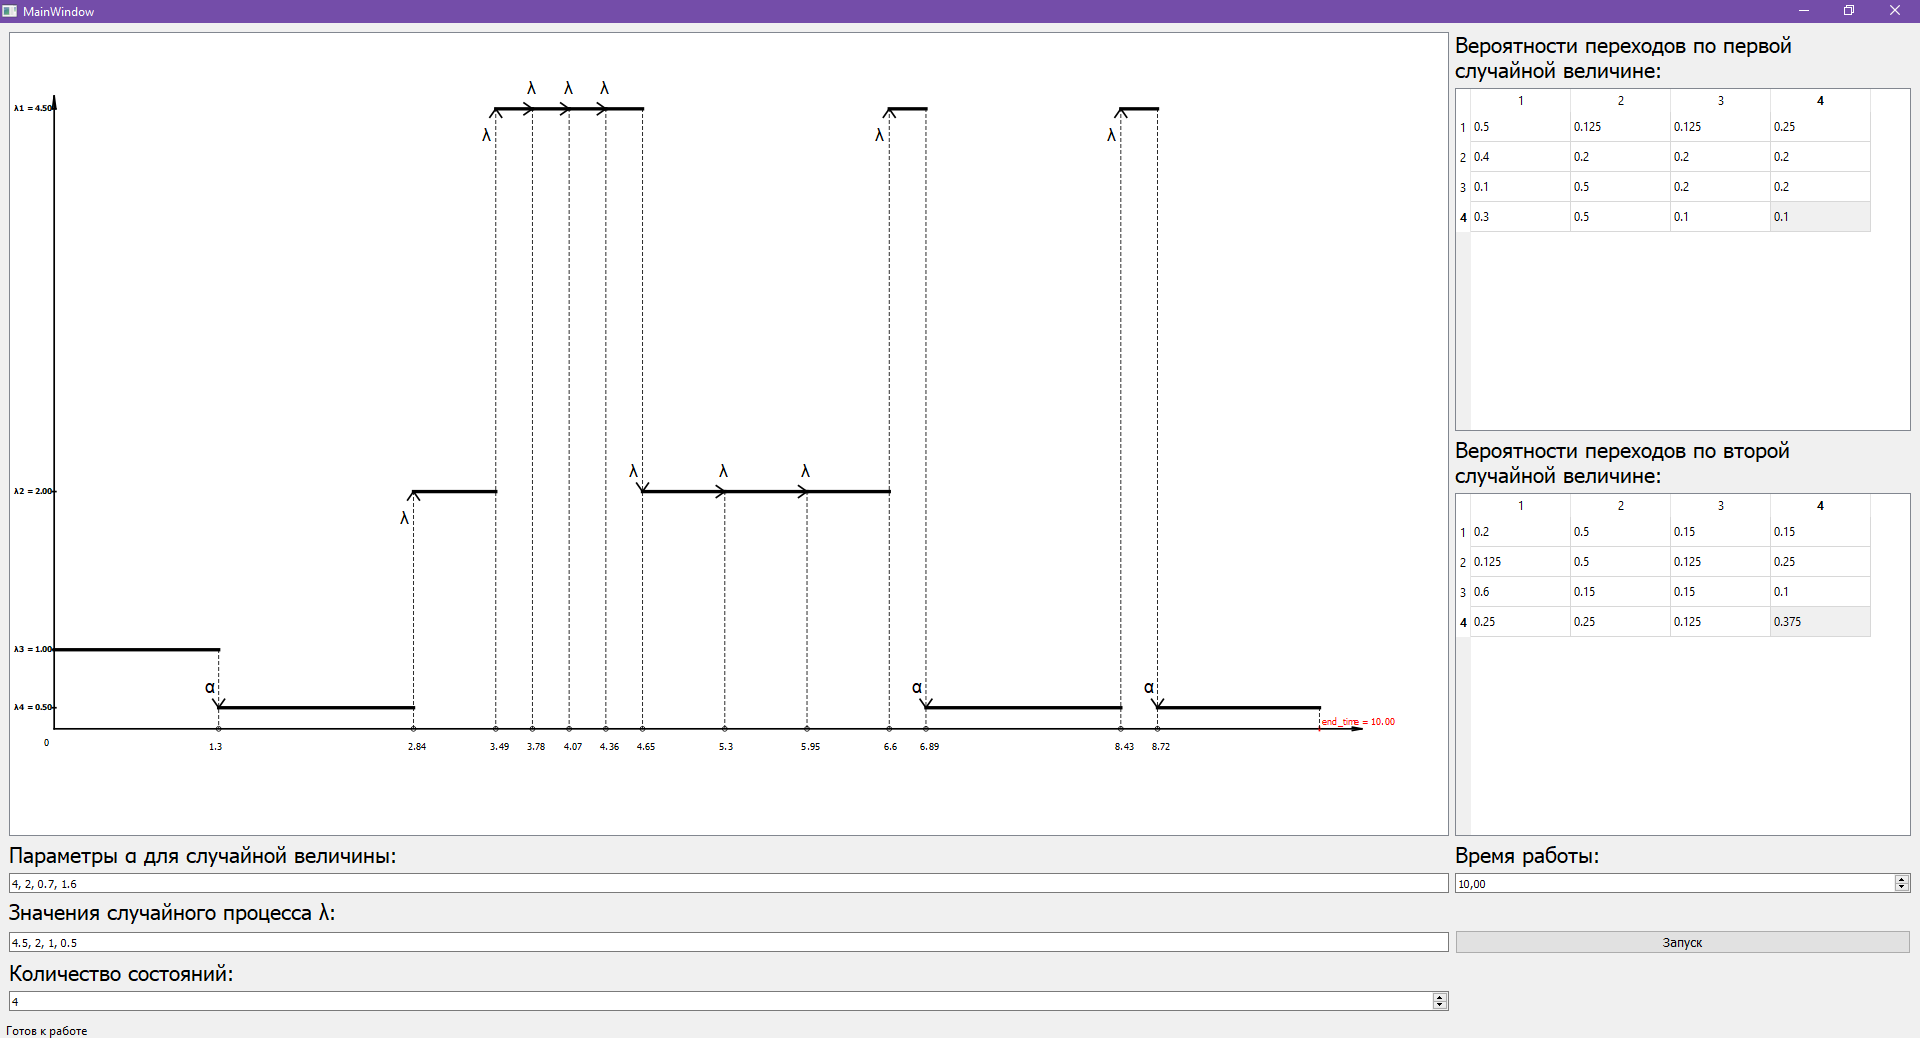 MainWindow
λ λ λ
λ1 = 4.50
λ λ λ
λ λ λ
λ2 = 2.00
λ
λ3 = 1.00
α α α
λ4 = 0.50
end_time = 10.00
0 1.3 2.84 3.49 3.78 4.07 4.36 4.65 5.3 5.95 6.6 6.89 8.43 8.72
Вероятности переходов по первой
случайной величине:
1 2 3 4
1 0.5 0.125 0.125 0.25
2 0.4 0.2 0.2 0.2
3 0.1 0.5 0.2 0.2
4 0.3 0.5 0.1 0.1
Вероятности переходов по второй
случайной величине:
1 2 3 4
1 0.2 0.5 0.15 0.15
2 0.125 0.5 0.125 0.25
3 0.6 0.15 0.15 0.1
4 0.25 0.25 0.125 0.375
Параметры α для случайной величины:
4, 2, 0.7, 1.6
Время работы:
10,00
Значения случайного процесса λ:
4.5, 2, 1, 0.5
Запуск
Количество состояний:
4
Готов к работе